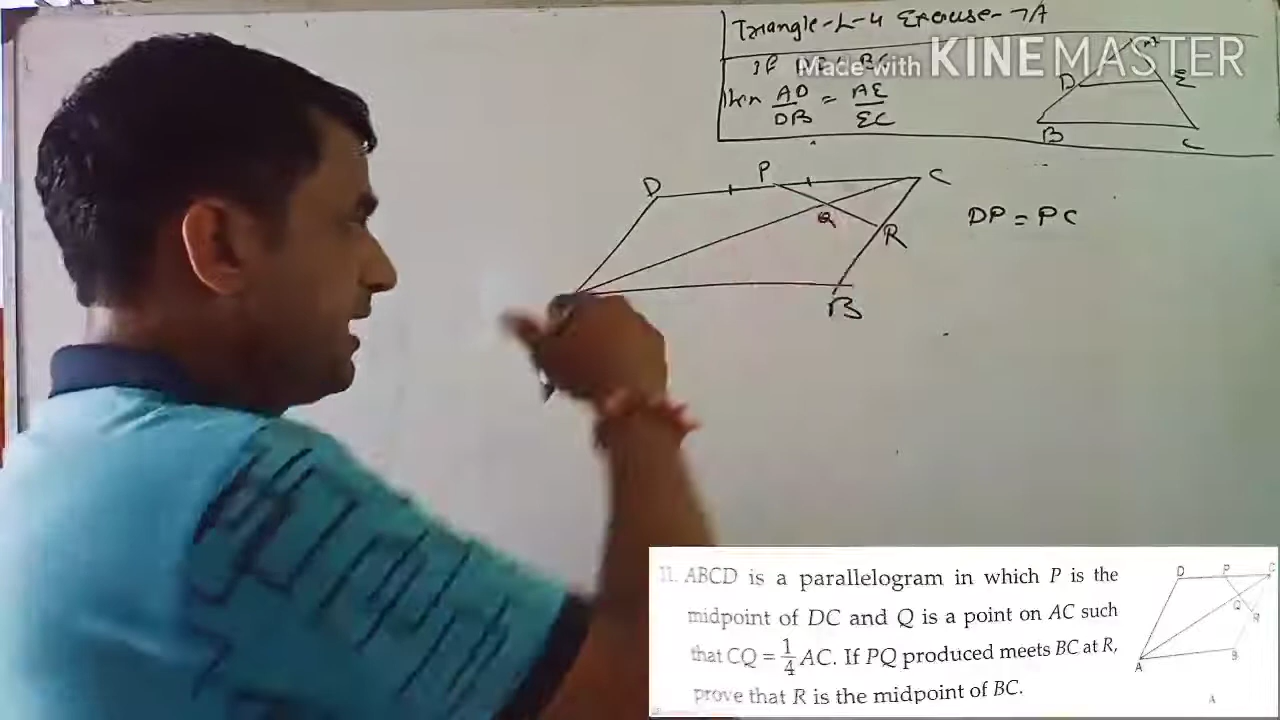 Triangle-L-4 Excuse-7A
If
Made with KINEMASTER
then AD/DB = AE/EC
D E
B C
D P C
Q
R
DP = PC
B
11. ABCD is a parallelogram in which P is the
midpoint of DC and Q is a point on AC such
that CQ = 1/4 AC. If PQ produced meets BC at R,
prove that R is the midpoint of BC.
D P C
Q
R
A B
A